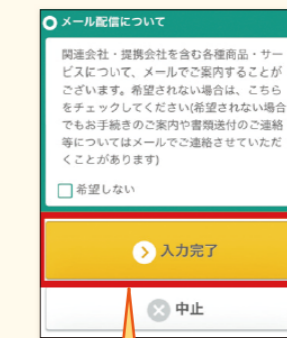 メール配信について
関連会社・提携会社を含む各種商品・サー
ビスについて、メールでご案内することが
ございます。希望されない場合は、こちら
をチェックしてください(希望されない場合
でもお手続きのご案内や書類送付のご連絡
等についてはメールでご連絡させていただ
くことがあります)
希望しない
入力完了
中止